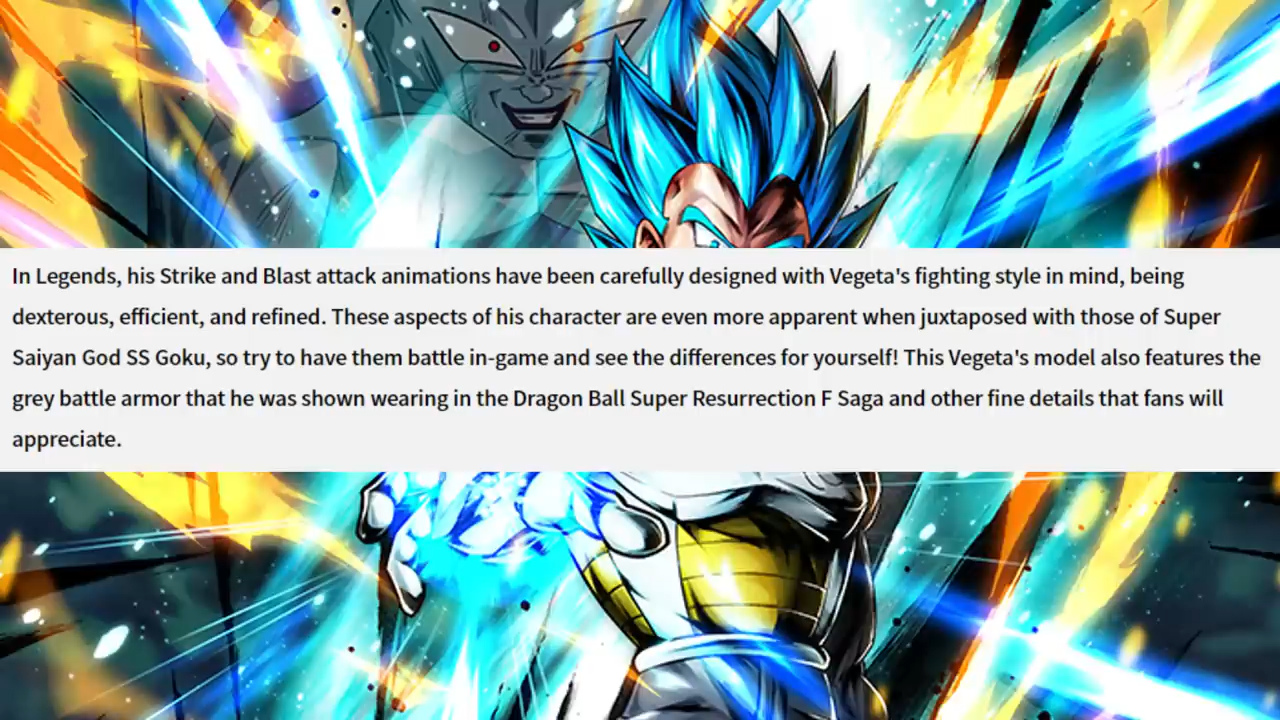 In Legends, his Strike and Blast attack animations have been carefully designed with Vegeta's fighting style in mind, being
dexterous, efficient, and refined. These aspects of his character are even more apparent when juxtaposed with those of Super
Saiyan God SS Goku, so try to have them battle in-game and see the differences for yourself! This Vegeta's model also features the
grey battle armor that he was shown wearing in the Dragon Ball Super Resurrection F Saga and other fine details that fans will
appreciate.